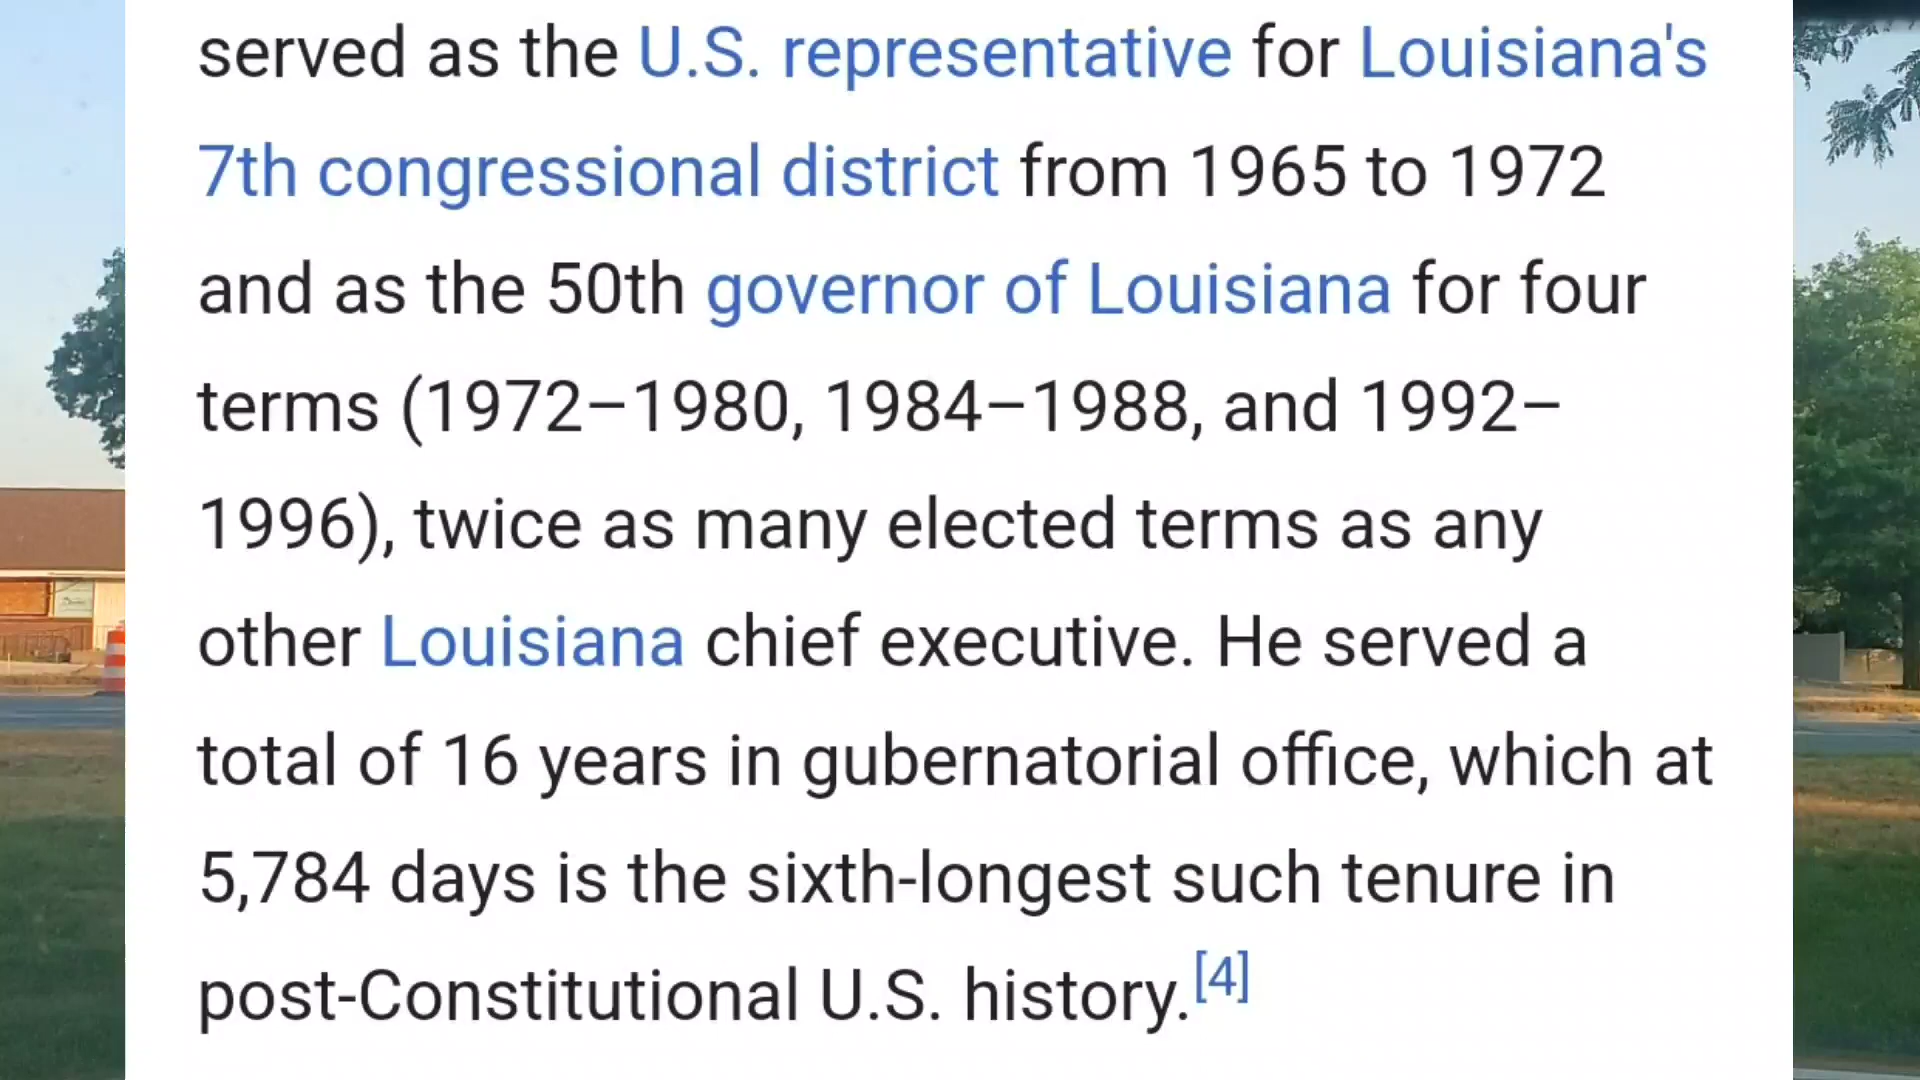 served as the U.S. representative for Louisiana's
7th congressional district from 1965 to 1972
and as the 50th governor of Louisiana for four
terms (1972–1980, 1984–1988, and 1992–
1996), twice as many elected terms as any
other Louisiana chief executive. He served a
total of 16 years in gubernatorial office, which at
5,784 days is the sixth-longest such tenure in
post-Constitutional U.S. history.[4]